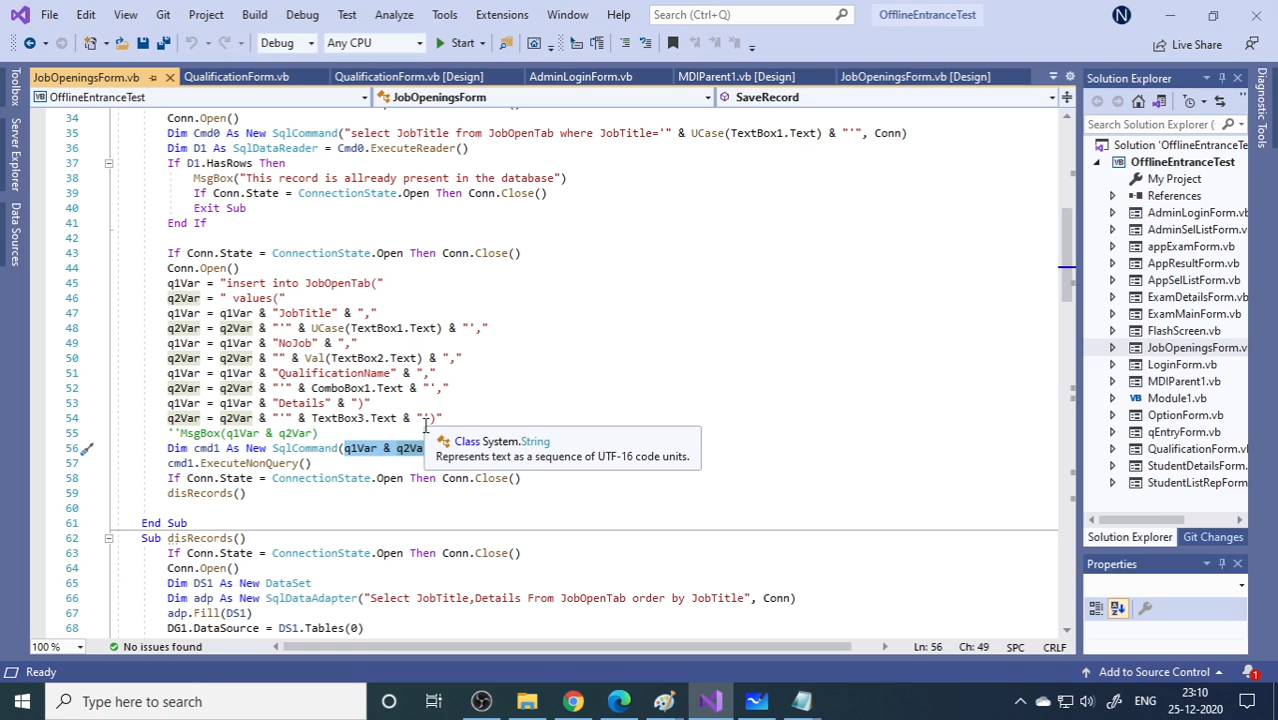 File Edit View Git Project Build Debug Test Analyze Tools Extensions Window Help Search (Ctrl+Q) OfflineEntranceTest N
Debug Any CPU Start Live Share
JobOpeningsForm.vb QualificationForm.vb QualificationForm.vb [Design] AdminLoginForm.vb MDIParent1.vb [Design] JobOpeningsForm.vb [Design]
OfflineEntranceTest JobOpeningsForm SaveRecord
Toolbox
Server Explorer
Data Sources
34 Conn.Open()
35 Dim Cmd0 As New SqlCommand("select JobTitle from JobOpenTab where JobTitle='" & UCase(TextBox1.Text) & "'", Conn)
36 Dim D1 As SqlDataReader = Cmd0.ExecuteReader()
37 If D1.HasRows Then
38 MsgBox("This record is allready present in the database")
39 If Conn.State = ConnectionState.Open Then Conn.Close()
40 Exit Sub
41 End If
42
43 If Conn.State = ConnectionState.Open Then Conn.Close()
44 Conn.Open()
45 q1Var = "insert into JobOpenTab("
46 q2Var = " values("
47 q1Var = q1Var & "JobTitle" & ","
48 q2Var = q2Var & "'" & UCase(TextBox1.Text) & "',"
49 q1Var = q1Var & "NoJob" & ","
50 q2Var = q2Var & "" & Val(TextBox2.Text) & ","
51 q1Var = q1Var & "QualificationName" & ","
52 q2Var = q2Var & "'" & ComboBox1.Text & "',"
53 q1Var = q1Var & "Details" & ")"
54 q2Var = q2Var & "'" & TextBox3.Text & "')"
55 ''MsgBox(q1Var & q2Var)
Class System.String
56 Dim cmd1 As New SqlCommand(q1Var & q2Va
Represents text as a sequence of UTF-16 code units.
57 cmd1.ExecuteNonQuery()
58 If Conn.State = ConnectionState.Open Then Conn.Close()
59 disRecords()
60
61 End Sub
62 Sub disRecords()
63 If Conn.State = ConnectionState.Open Then Conn.Close()
64 Conn.Open()
65 Dim DS1 As New DataSet
66 Dim adp As New SqlDataAdapter("Select JobTitle,Details From JobOpenTab order by JobTitle", Conn)
67 adp.Fill(DS1)
68 DG1.DataSource = DS1.Tables(0)
100 % No issues found Ln: 56 Ch: 49 SPC CRLF
Solution Explorer
Search Solution Explorer (Ctrl
Solution 'OfflineEntranceTe
OfflineEntranceTest
My Project
References
AdminLoginForm.vb
AdminSelListForm.v
appExamForm.vb
AppResultForm.vb
AppSelListForm.vb
ExamDetailsForm.vb
ExamMainForm.vb
FlashScreen.vb
JobOpeningsForm.v
LoginForm.vb
MDIParent1.vb
Module1.vb
OptionForm.vb
qEntryForm.vb
StudentDetailsForm
StudentListRepForm
Solution Explorer Git Changes
Properties
Diagnostic Tools
Ready Add to Source Control 1
Type here to search ENG 23:10
25-12-2020